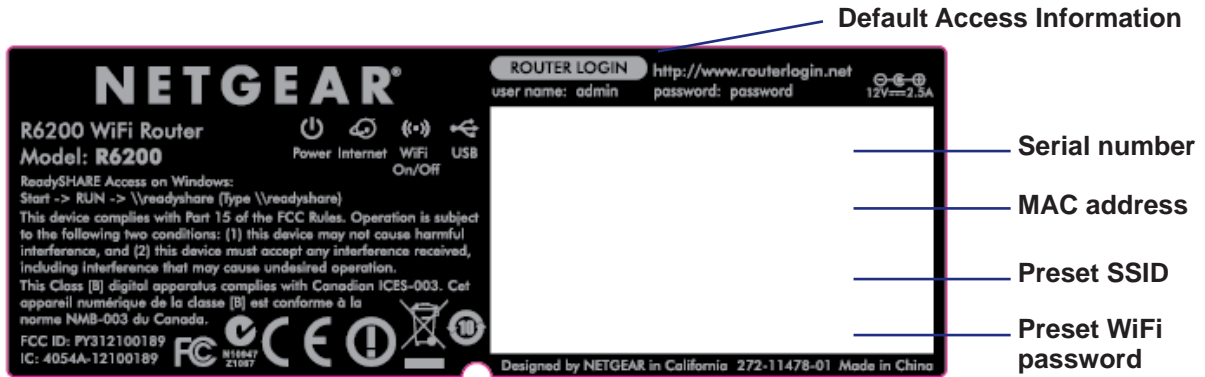 Default Access Information
NETGEAR®
ROUTER LOGIN http://www.routerlogin.net
user name: admin password: password
12V 2.5A
R6200 WiFi Router
Model: R6200
Power Internet WiFi On/Off USB
ReadySHARE Access on Windows:
Start -> RUN -> \\readyshare (Type \\readyshare)
This device complies with Part 15 of the FCC Rules. Operation is subject
to the following two conditions: (1) this device may not cause harmful
interference, and (2) this device must accept any interference received,
including interference that may cause undesired operation.
This Class [B] digital apparatus complies with Canadian ICES-003. Cet
appareil numérique de la classe [B] est conforme à la
norme NMB-003 du Canada.
FCC ID: PY312100189
IC: 4054A-12100189
FC
N10947
Z1087
CE
10
Serial number
MAC address
Preset SSID
Preset WiFi
password
Designed by NETGEAR in California 272-11478-01 Made in China